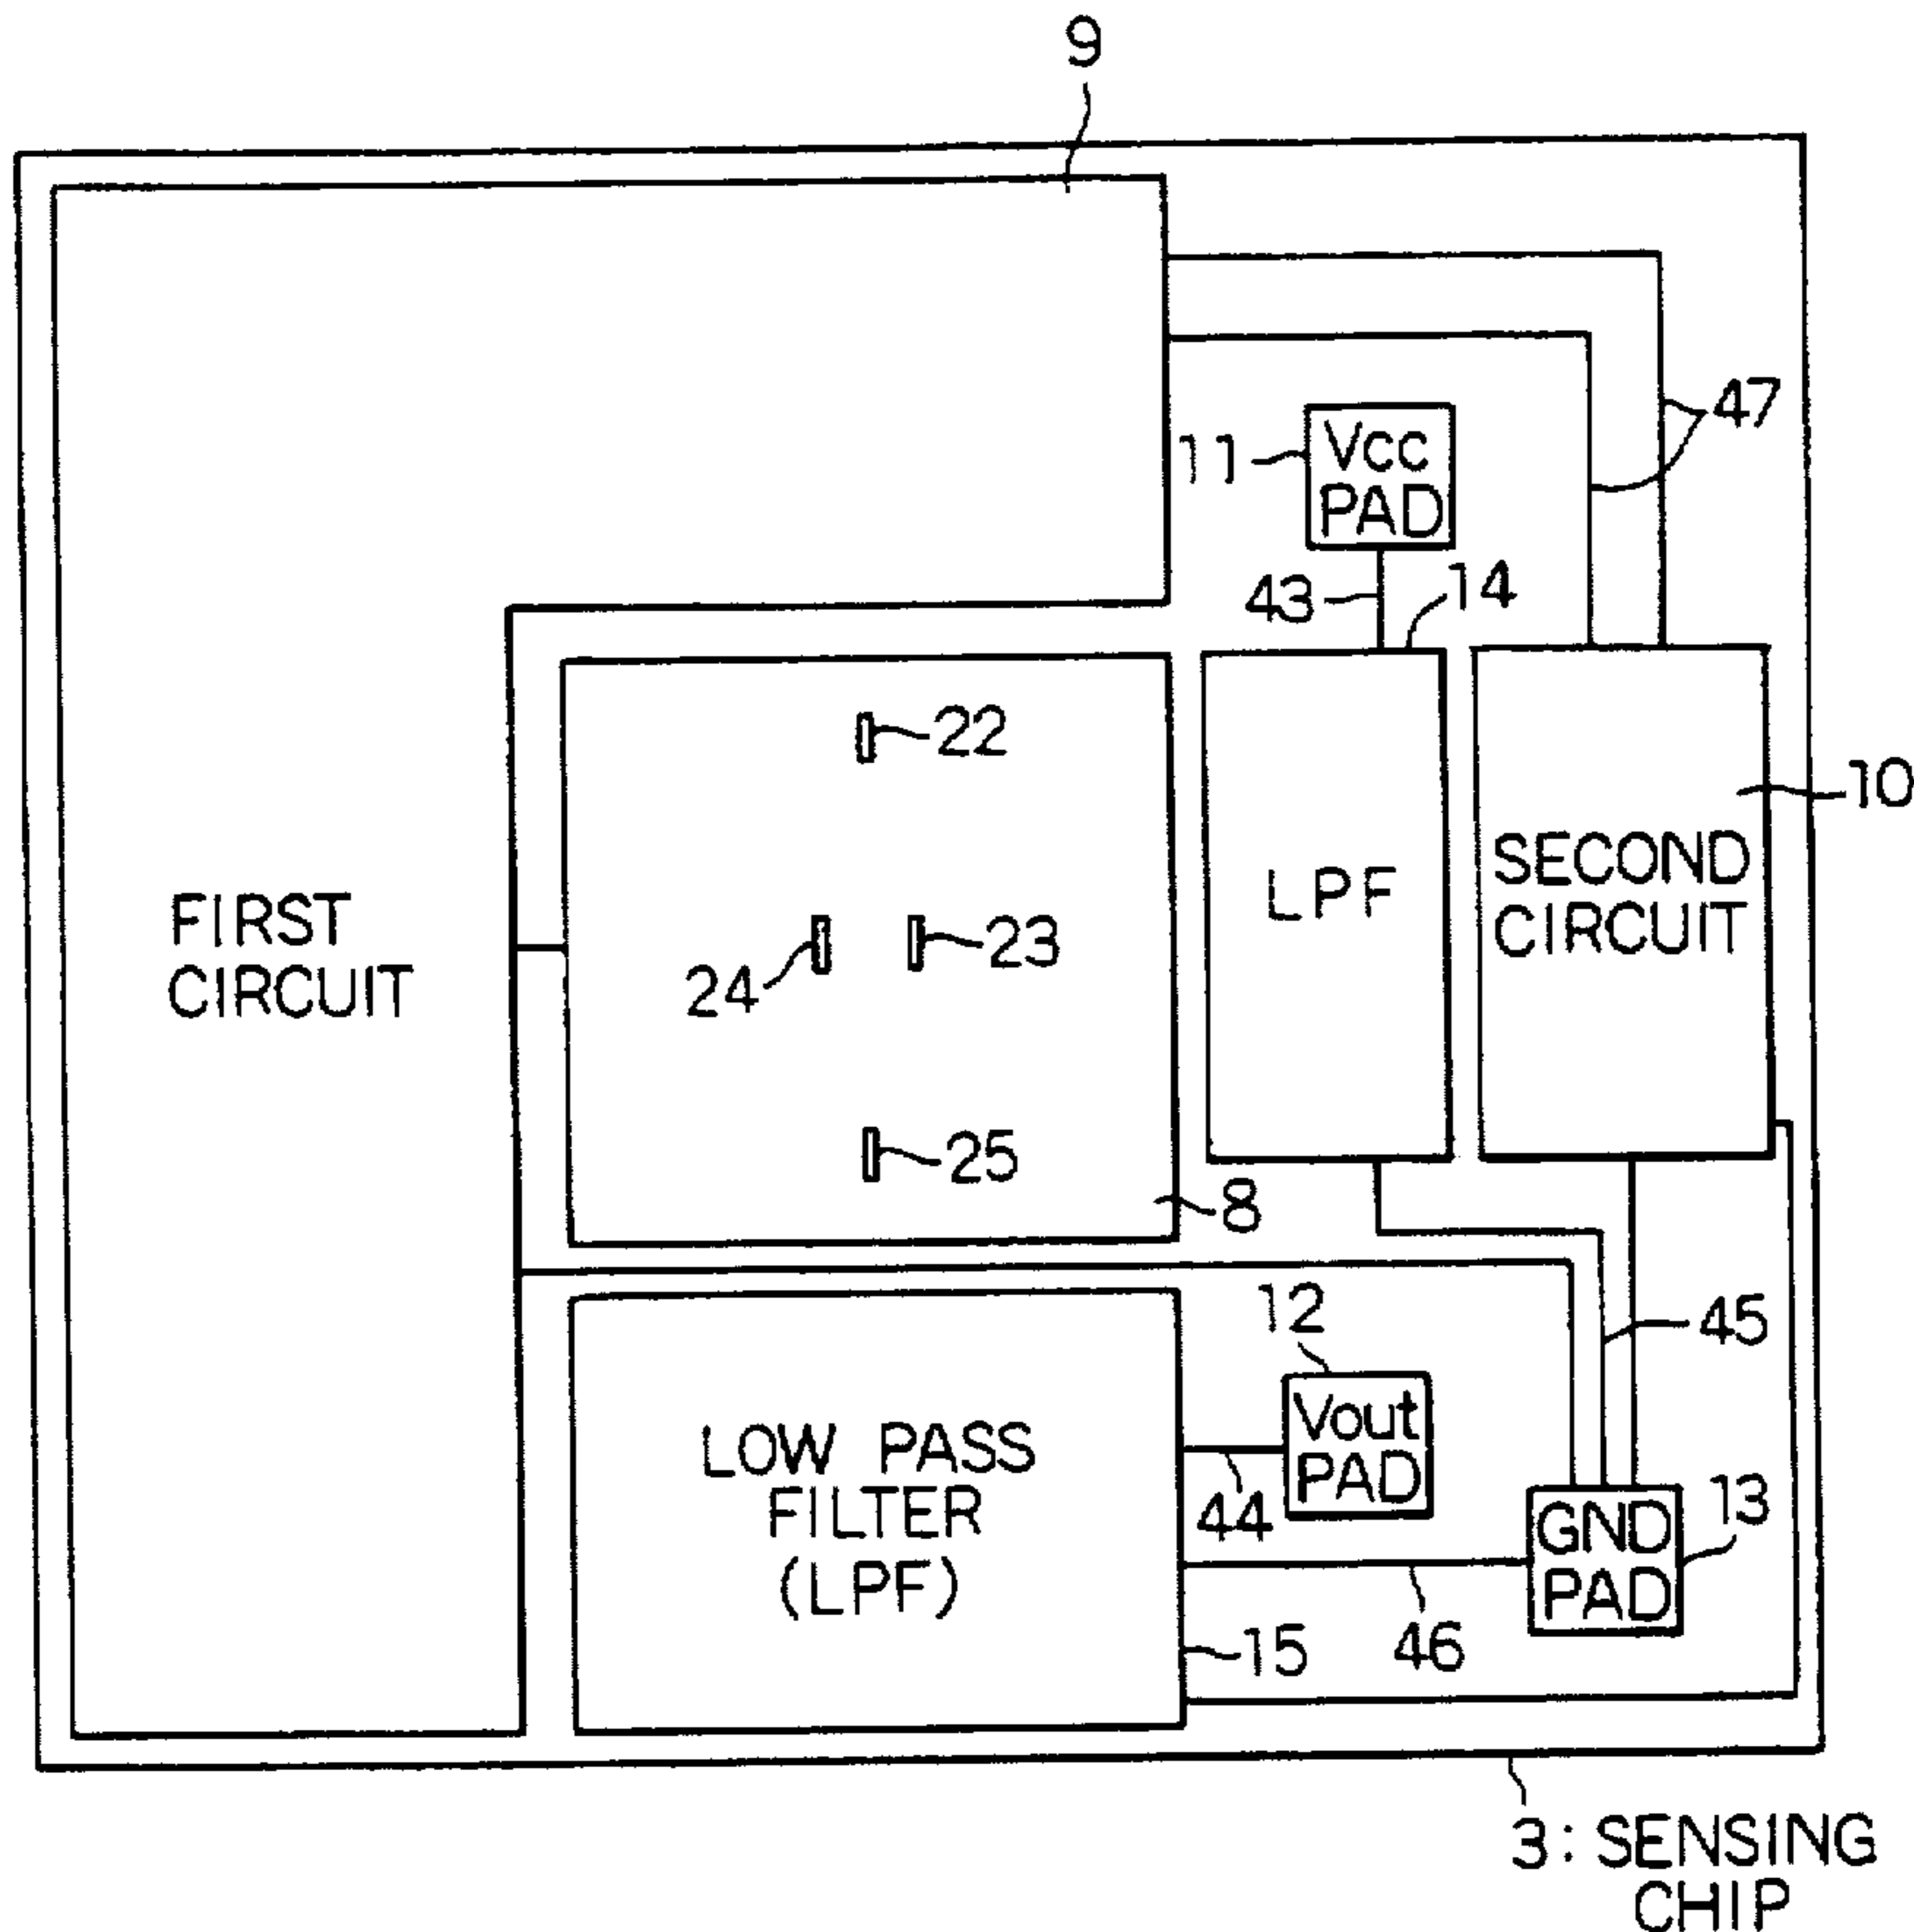 9
47
11
Vcc
PAD
43
14
22
10
SECOND
CIRCUIT
LPF
FIRST
CIRCUIT
24
23
25
8
12
45
Vout
PAD
LOW PASS
FILTER
(LPF)
44
13
GND
PAD
46
15
3: SENSING
CHIP